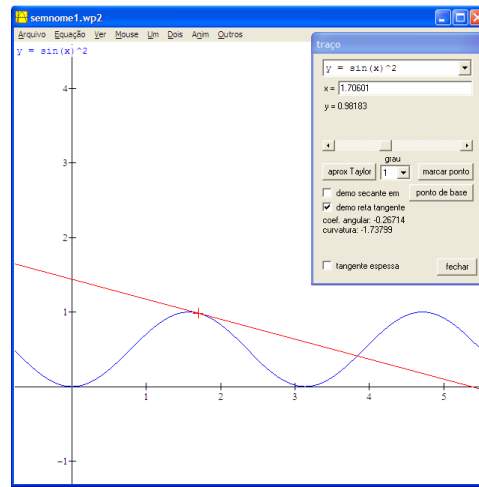 semnome1.wp2
Arquivo Equação Ver Mouse Um Dois Anim Outros
y = sin(x)^2
4
3
2
1
-1
1
2
3
4
5
traço
y = sin(x)^2
x = 1.70601
y = 0.98183
grau
aprox Taylor 1 marcar ponto
demo secante em ponto de base
demo reta tangente
coef. angular: -0.26714
curvatura: -1.73799
tangente espessa fechar